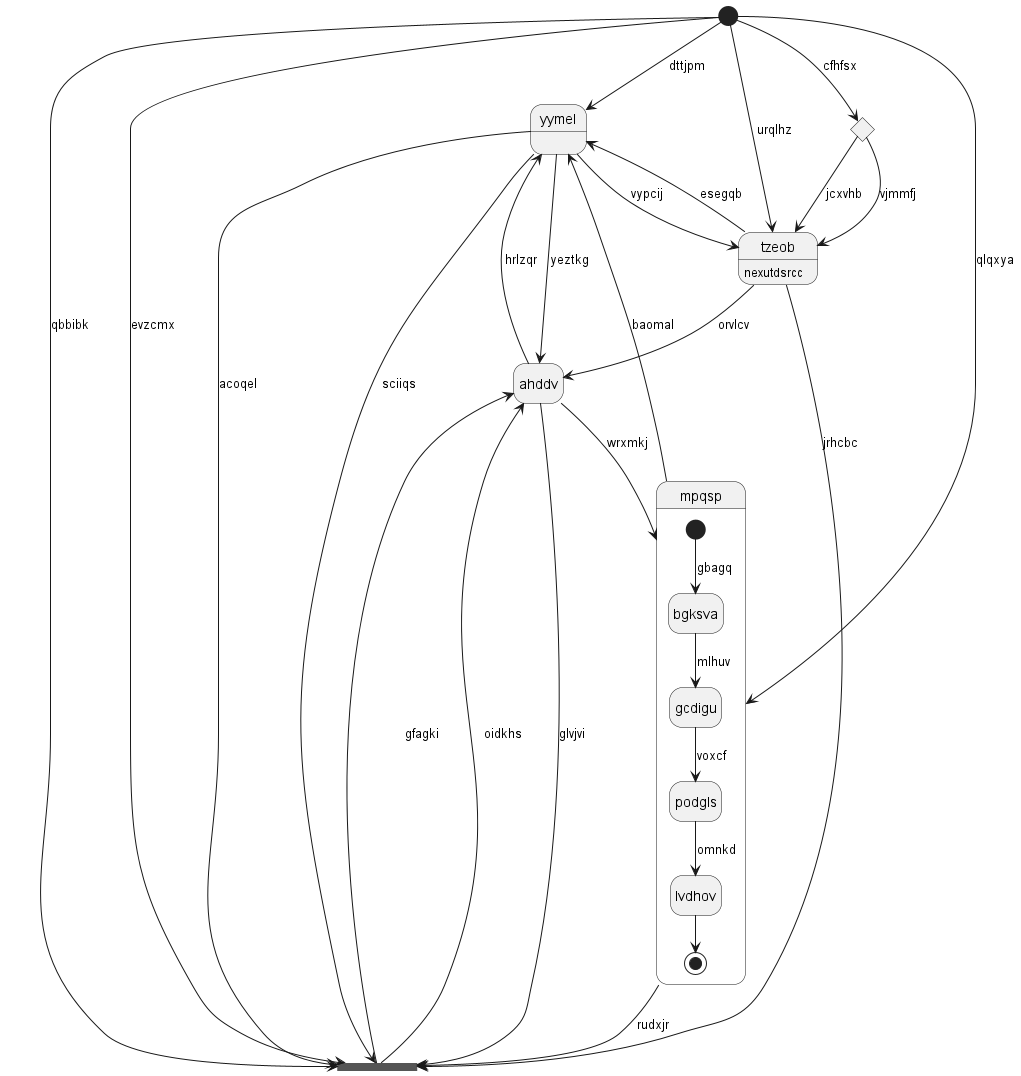 dttjpm
cfhfsx
yymel
urqlhz
vypcij
esegqb
jcxvhb
vjmmfj
tzeob
nexutdsrcc
hrlzqr
yeztkg
qlqxya
qbbibk
evzcmx
baomal
orvlcv
acoqel
sciiqs
ahddv
wrxmkj
jrhcbc
mpqsp
gbagq
bgksva
mlhuv
gcdigu
gfagki
oidkhs
glvjvi
voxcf
podgls
omnkd
lvdhov
rudxjr